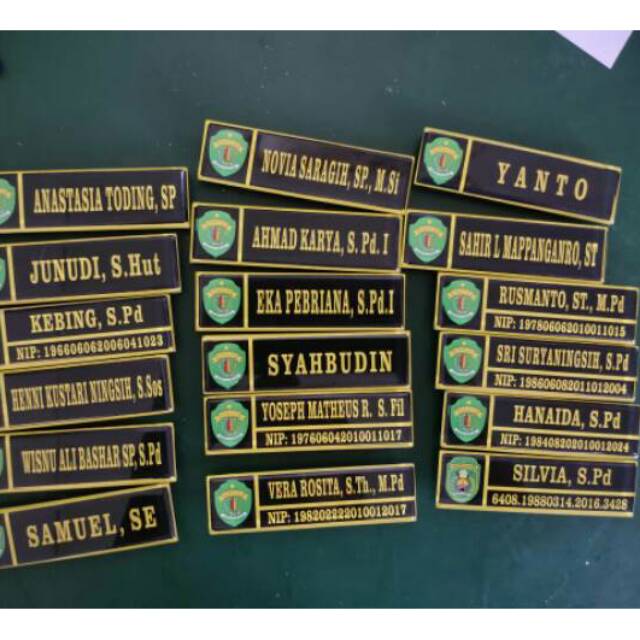 ANASTASIA TODING, SP
JUNUDI, S.Hut
KEBING, S.Pd
NIP: 196606062006041023
HENNI KUSTARI NINGSIH, S.Sos
WISNU ALI BASHAR SP, S.Pd
SAMUEL, SE
NOVIA SARAGIH, SP, M.Si
AHMAD KARYA, S. Pd. I
EKA PEBRIANA, S.Pd.I
SYAHBUDIN
YOSEPH MATHEUS R. S. Fil
NIP: 197606042010011017
VERA ROSITA, S.Th., M.Pd
NIP: 198202222010012017
YANTO
SAHIR L MAPPANGANRO, ST
RUSMANTO, ST., M.Pd
NIP: 197806062010011015
SRI SURYANINGSIH, S.Pd
NIP: 198606082011012004
HANAIDA, S.Pd
NIP: 198408202010012024
SILVIA, S.Pd
6408.19880314.2016.3428